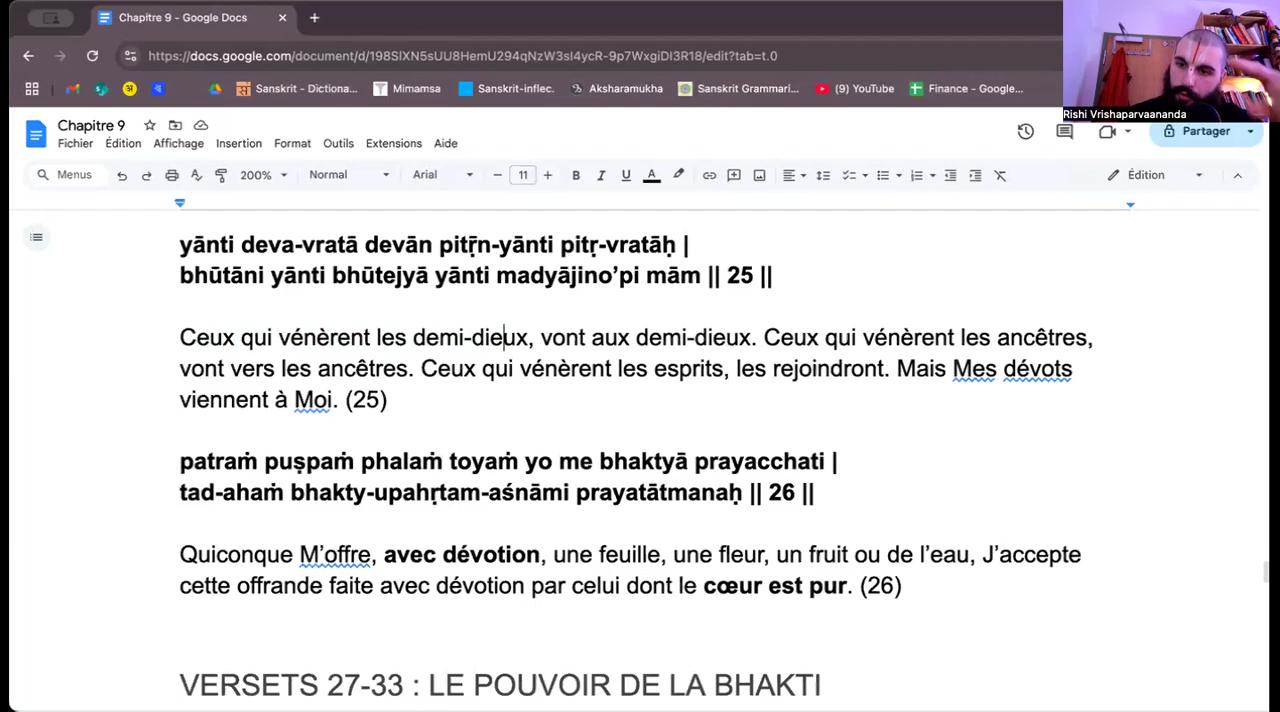 Chapitre 9 - Google Docs
https://docs.google.com/document/d/198SlXN5sUU8HemU294qNzW3sI4ycR-9p7WxgiDI3R18/edit?tab=t.0
Sanskrit - Dictiona... Mimamsa Sanskrit-inflec. Aksharamukha Sanskrit Grammari... (9) YouTube Finance - Google...
Rishi Vrishaparvaananda
Chapitre 9
Partager
Fichier Édition Affichage Insertion Format Outils Extensions Aide
Menus 200% Normal Arial 11 B I U A Édition
yānti deva-vratā devān pitṝn-yānti pitṛ-vratāḥ |
bhūtāni yānti bhūtejyā yānti madyājino’pi mām || 25 ||
Ceux qui vénèrent les demi-dieux, vont aux demi-dieux. Ceux qui vénèrent les ancêtres,
vont vers les ancêtres. Ceux qui vénèrent les esprits, les rejoindront. Mais Mes dévots
viennent à Moi. (25)
patraṁ puṣpaṁ phalaṁ toyaṁ yo me bhaktyā prayacchati |
tad-ahaṁ bhakty-upahṛtam-aśnāmi prayatātmanaḥ || 26 ||
Quiconque M’offre, avec dévotion, une feuille, une fleur, un fruit ou de l’eau, J’accepte
cette offrande faite avec dévotion par celui dont le cœur est pur. (26)
VERSETS 27-33 : LE POUVOIR DE LA BHAKTI